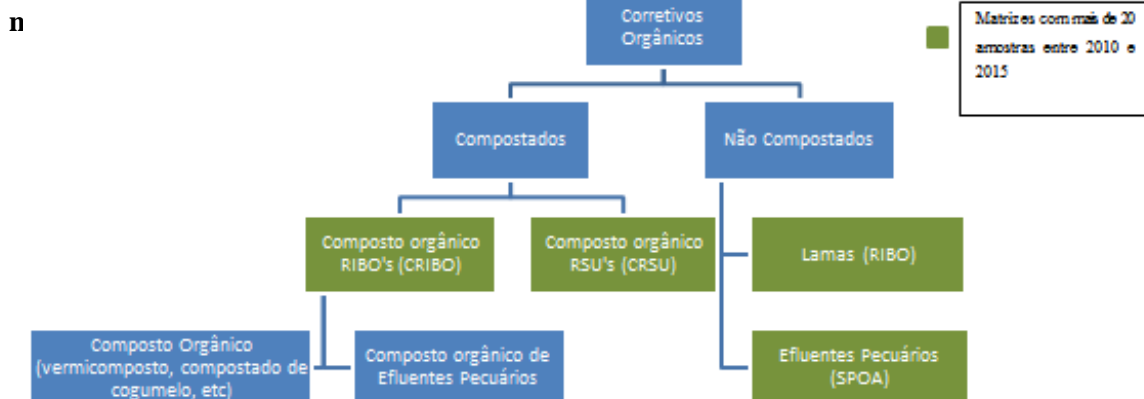 n
Corretivos
Orgânicos
Matrizes com mais de 20
amostras entre 2010 e
2015
Compostados
Não Compostados
Composto orgânico
RIBO's (CRIBO)
Composto orgânico
RSU's (CRSU)
Lamas (RIBO)
Composto Orgânico
(vermicomposto, compostado de
cogumelo, etc)
Composto orgânico de
Efluentes Pecuários
Efluentes Pecuários
(SPOA)